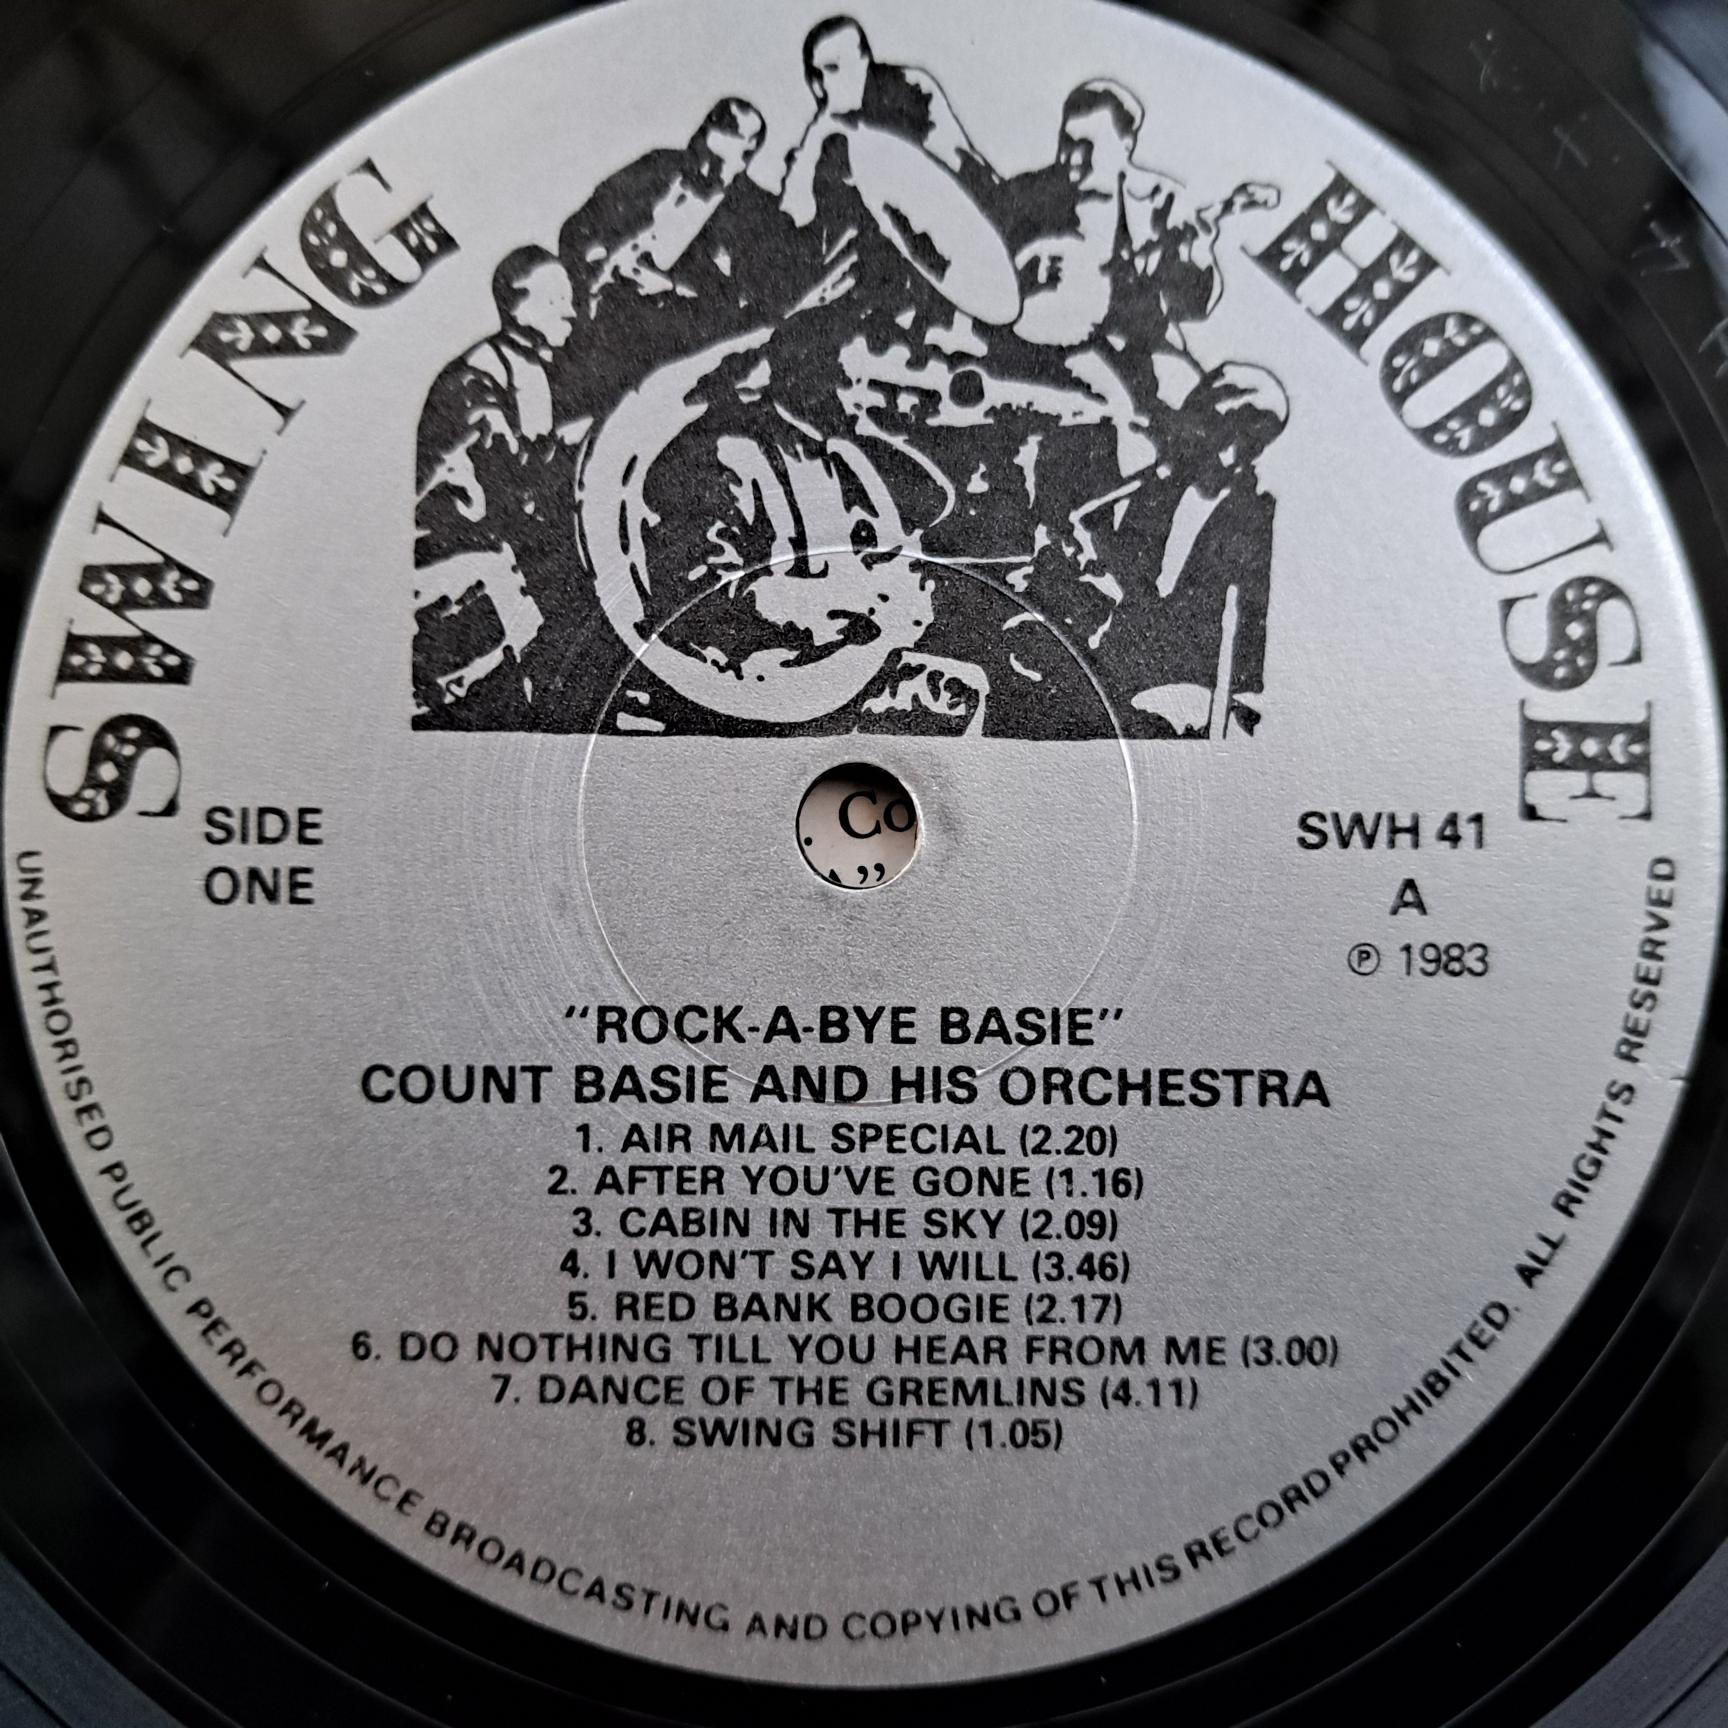 SWING HOUSE
SIDE
ONE
SWH 41
A
℗ 1983
Co
"ROCK-A-BYE BASIE"
COUNT BASIE AND HIS ORCHESTRA
1. AIR MAIL SPECIAL (2.20)
2. AFTER YOU'VE GONE (1.16)
3. CABIN IN THE SKY (2.09)
4. I WON'T SAY I WILL (3.46)
5. RED BANK BOOGIE (2.17)
6. DO NOTHING TILL YOU HEAR FROM ME (3.00)
7. DANCE OF THE GREMLINS (4.11)
8. SWING SHIFT (1.05)
UNAUTHORISED PUBLIC PERFORMANCE BROADCASTING AND COPYING OF THIS RECORD PROHIBITED. ALL RIGHTS RESERVED